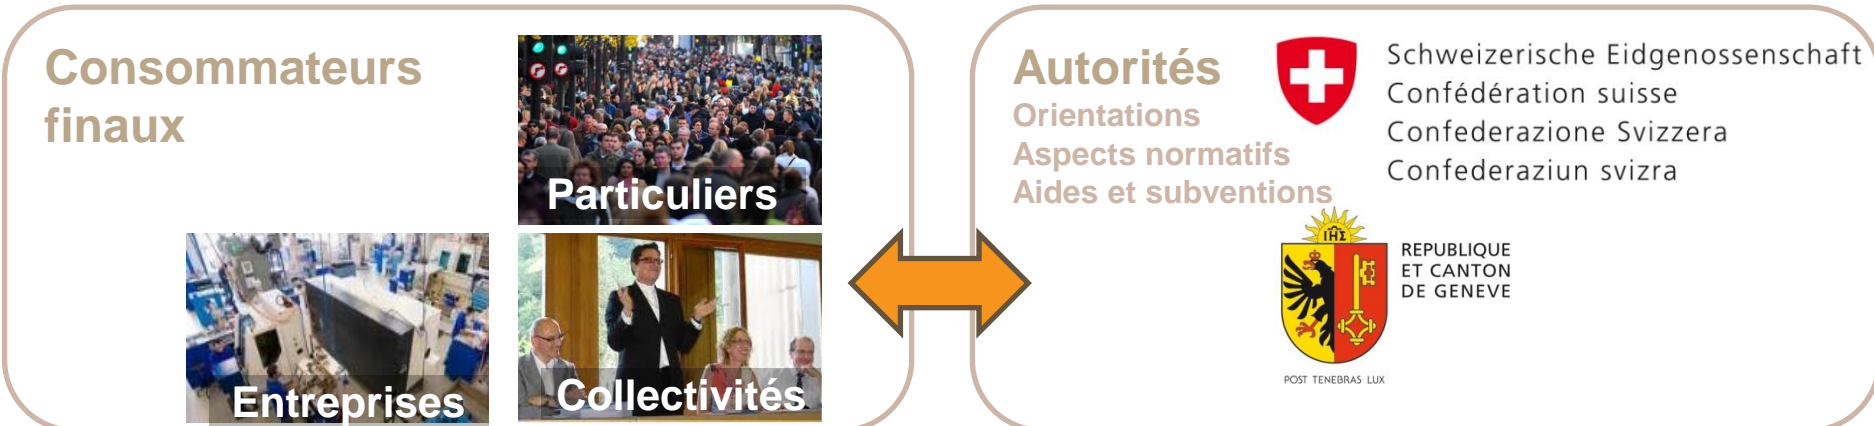 Consommateurs
finaux
Particuliers
Entreprises
Collectivités
Autorités
Orientations
Aspects normatifs
Aides et subventions
Schweizerische Eidgenossenschaft
Confédération suisse
Confederazione Svizzera
Confederaziun svizra
IHS
REPUBLIQUE
ET CANTON
DE GENEVE
POST TENEBRAS LUX